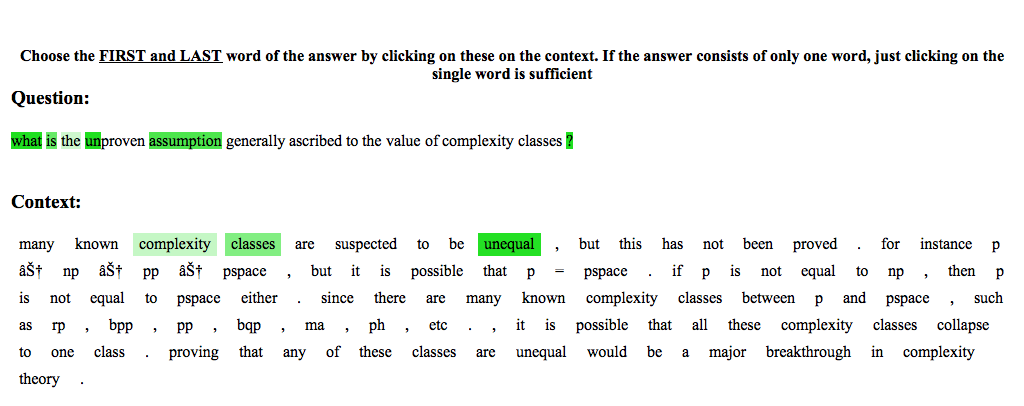 Choose the FIRST and LAST word of the answer by clicking on these on the context. If the answer consists of only one word, just clicking on the
single word is sufficient
Question:
what is the unproven assumption generally ascribed to the value of complexity classes ?
Context:
many known complexity classes are suspected to be unequal , but this has not been proved . for instance p
âŠ† np âŠ† pp âŠ† pspace , but it is possible that p = pspace . if p is not equal to np , then p
is not equal to pspace either . since there are many known complexity classes between p and pspace , such
as rp , bpp , pp , bqp , ma , ph , etc . , it is possible that all these complexity classes collapse
to one class . proving that any of these classes are unequal would be a major breakthrough in complexity
theory .